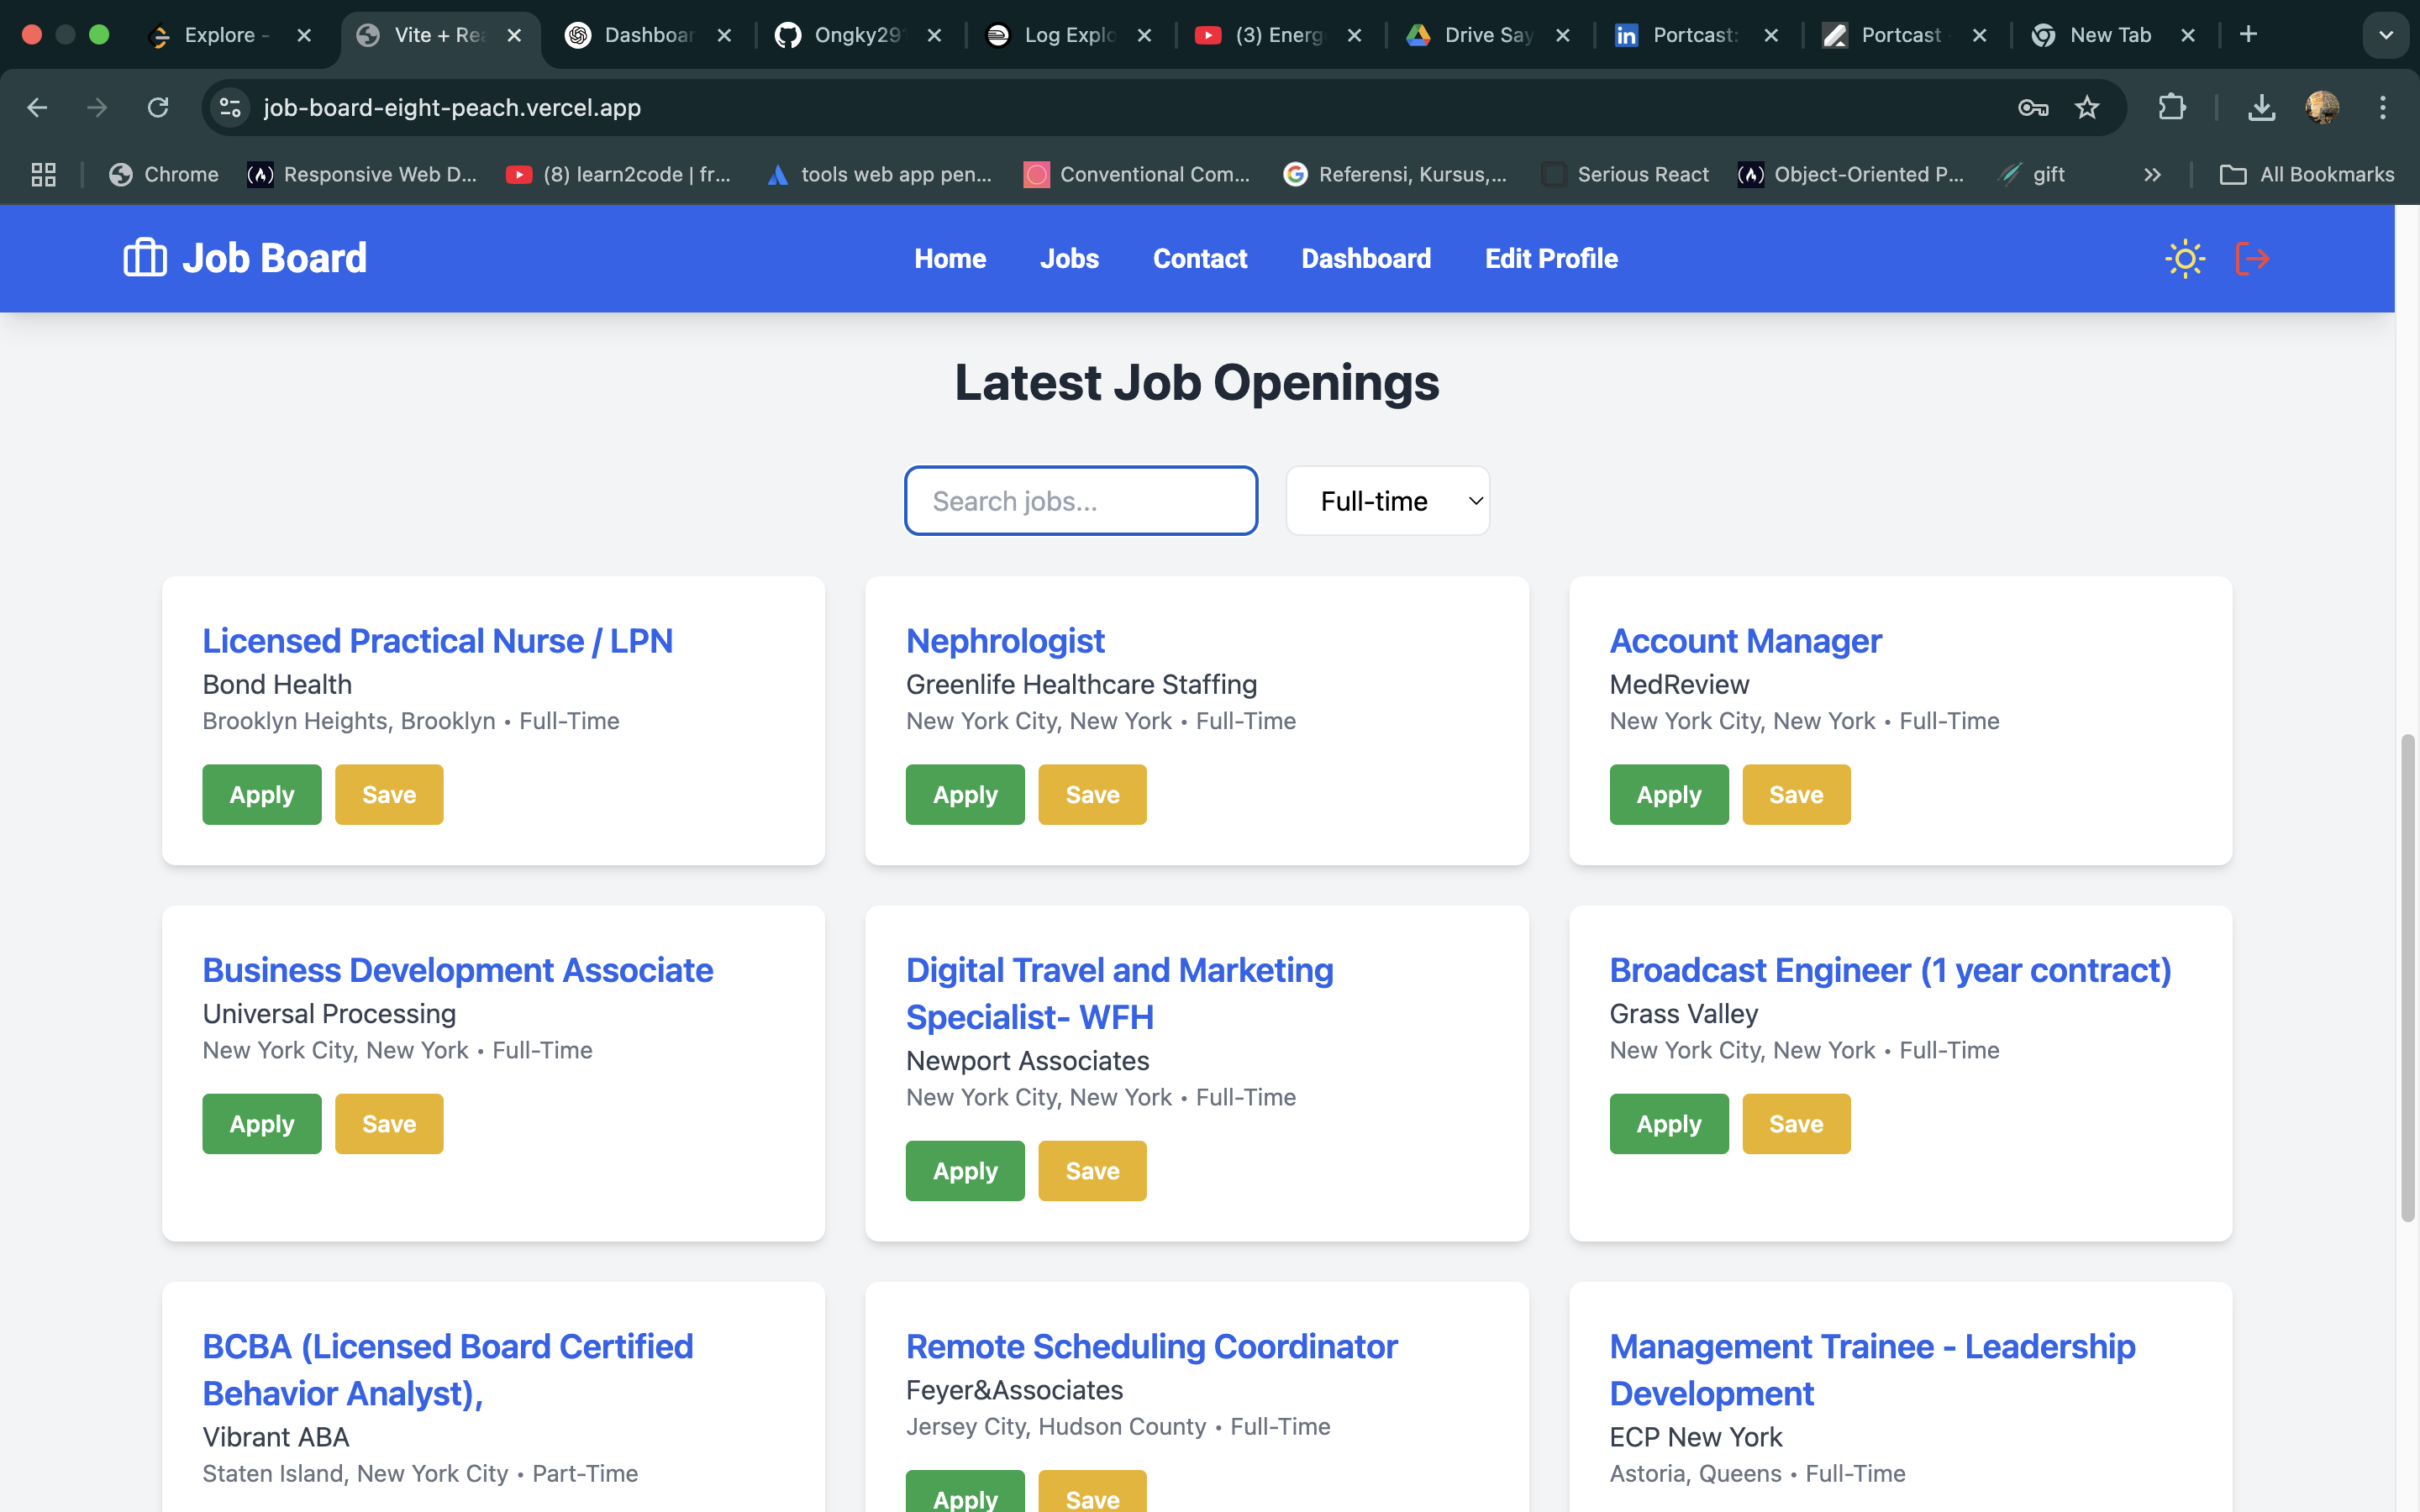 Explore -
Vite + Rea
Dashboar
Ongky29
Log Explo
(3) Energ
Drive Say
Portcast:
Portcast -
New Tab
job-board-eight-peach.vercel.app
Chrome
Responsive Web D...
(8) learn2code | fr...
tools web app pen...
Conventional Com...
Referensi, Kursus,...
Serious React
Object-Oriented P...
gift
All Bookmarks
Job Board
Home
Jobs
Contact
Dashboard
Edit Profile
Latest Job Openings
Search jobs...
Full-time
Licensed Practical Nurse / LPN
Bond Health
Brooklyn Heights, Brooklyn • Full-Time
Apply
Save
Nephrologist
Greenlife Healthcare Staffing
New York City, New York • Full-Time
Apply
Save
Account Manager
MedReview
New York City, New York • Full-Time
Apply
Save
Business Development Associate
Universal Processing
New York City, New York • Full-Time
Apply
Save
Digital Travel and Marketing
Specialist- WFH
Newport Associates
New York City, New York • Full-Time
Apply
Save
Broadcast Engineer (1 year contract)
Grass Valley
New York City, New York • Full-Time
Apply
Save
BCBA (Licensed Board Certified
Behavior Analyst),
Vibrant ABA
Staten Island, New York City • Part-Time
Remote Scheduling Coordinator
Feyer&Associates
Jersey City, Hudson County • Full-Time
Apply
Save
Management Trainee - Leadership
Development
ECP New York
Astoria, Queens • Full-Time